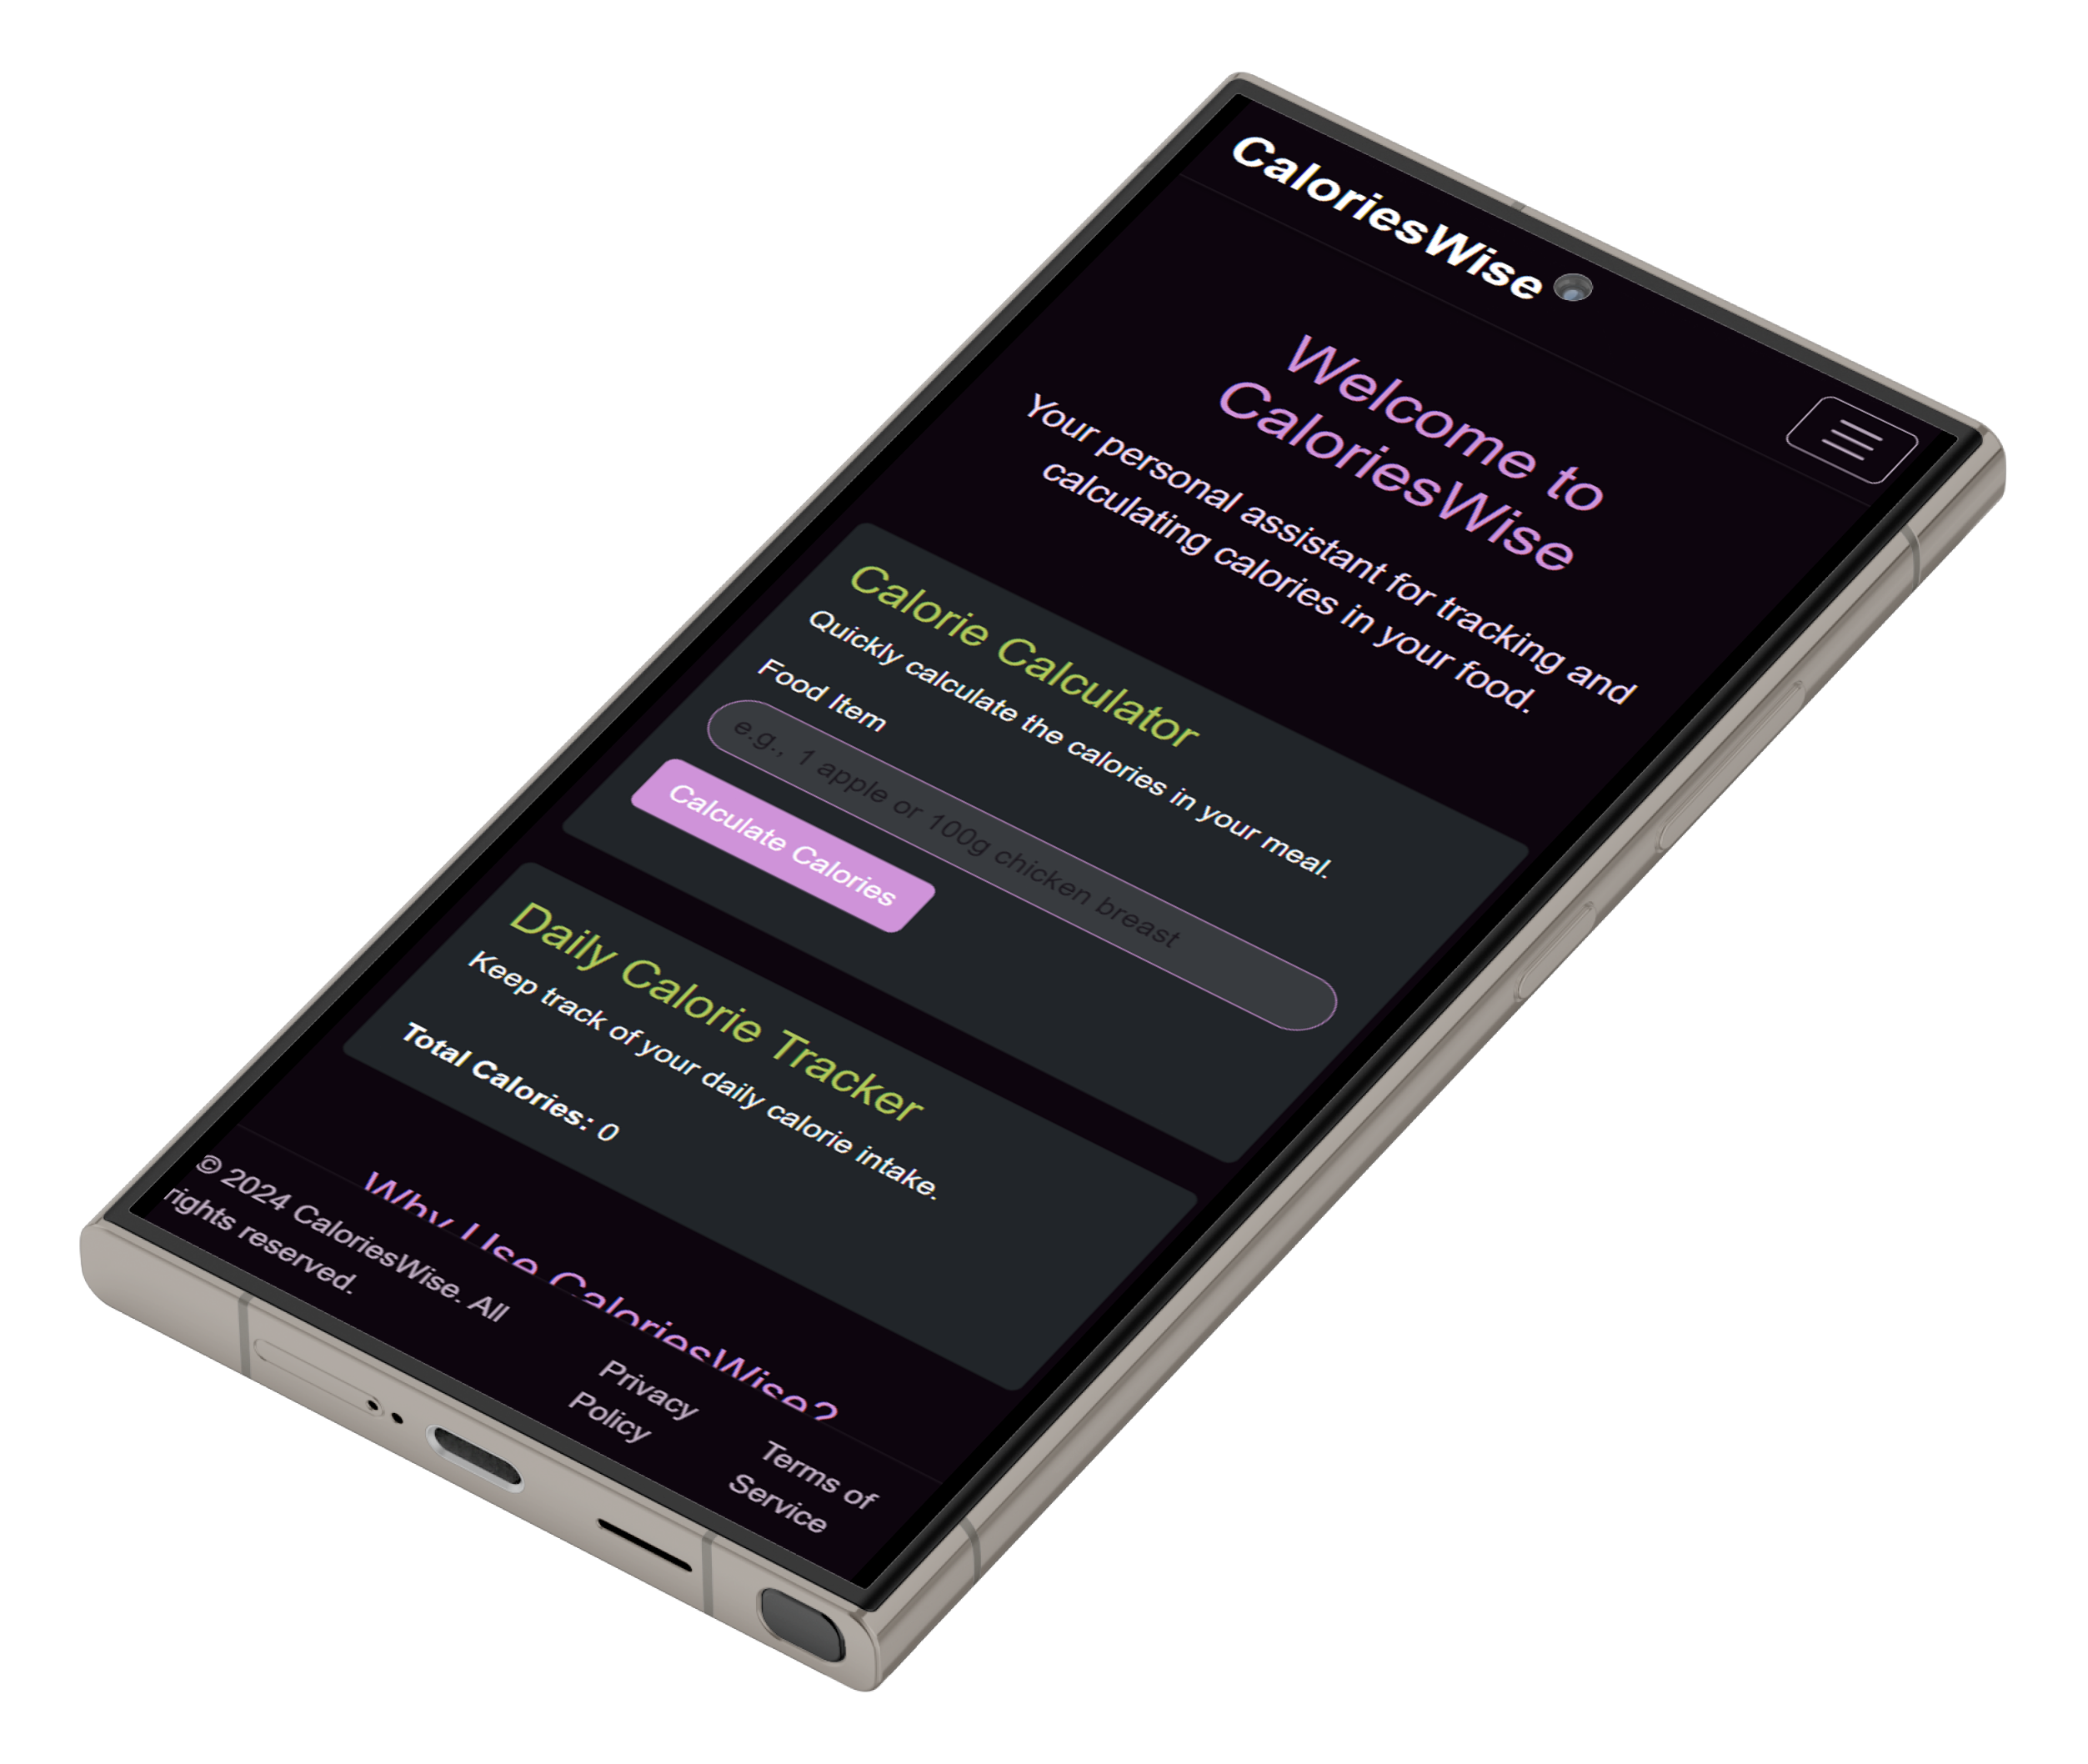 CaloriesWise
Welcome to
CaloriesWise
Your personal assistant for tracking and
calculating calories in your food.
Calorie Calculator
Quickly calculate the calories in your meal.
Food Item
e.g., 1 apple or 100g chicken breast
Calculate Calories
Daily Calorie Tracker
Keep track of your daily calorie intake.
Total Calories: 0
Why Use CaloriesWise?
© 2024 CaloriesWise. All
rights reserved.
Privacy
Policy
Terms of
Service